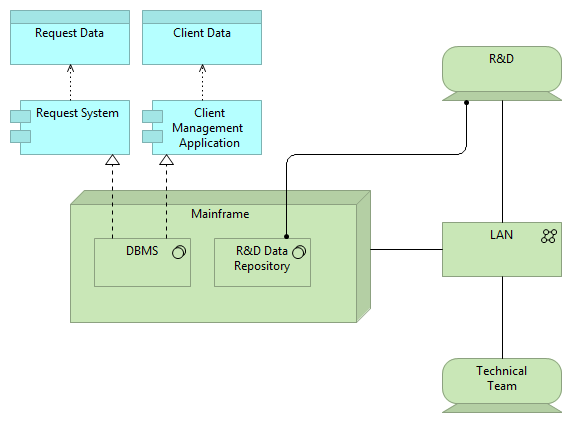 Request Data
Client Data
R&D
Request System
Client
Management
Application
Mainframe
DBMS
R&D Data
Repository
LAN
Technical
Team